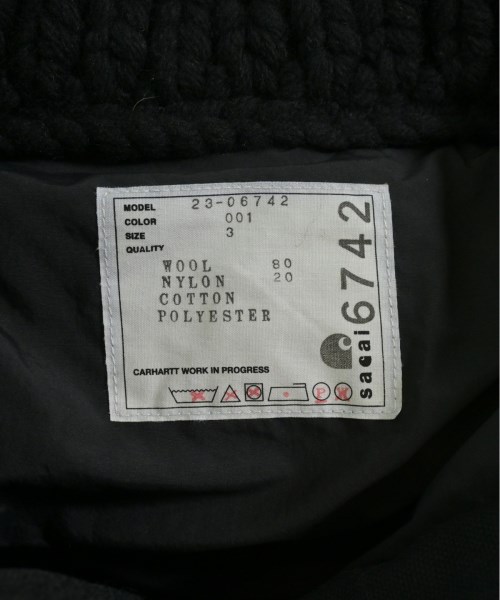 MODEL 23-06742
COLOR 001
SIZE 3
QUALITY
WOOL 80
NYLON 20
COTTON
POLYESTER
CARHARTT WORK IN PROGRESS
P W
sacai 6742